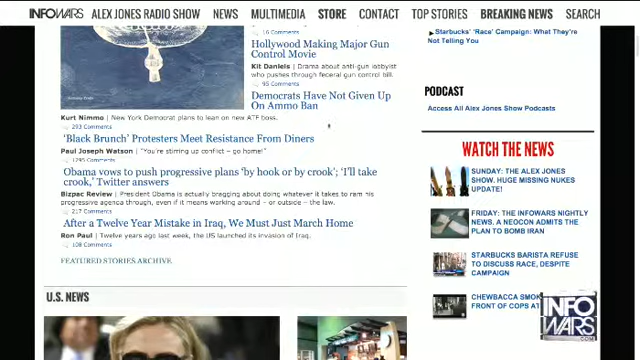 INFOWARS ALEX JONES RADIO SHOW NEWS MULTIMEDIA STORE CONTACT TOP STORIES BREAKING NEWS SEARCH
16 Comments
Hollywood Making Major Gun
Control Movie
Kit Daniels | Drama about anti-gun lobbyist
who pushes through federal gun control bill.
95 Comments
Democrats Have Not Given Up
On Ammo Ban
Kurt Nimmo | New York Democrat plans to lean on new ATF boss.
293 Comments
'Black Brunch' Protesters Meet Resistance From Diners
Paul Joseph Watson | "You're stirring up conflict – go home!"
1295 Comments
Obama vows to push progressive plans 'by hook or by crook'; 'I'll take
crook,' Twitter answers
Bizpac Review | President Obama is actually bragging about doing whatever it takes to ram his
progressive agenda through, even if it means working around – or outside – the law.
217 Comments
After a Twelve Year Mistake in Iraq, We Must Just March Home
Ron Paul | Twelve years ago last week, the US launched its invasion of Iraq.
108 Comments
FEATURED STORIES ARCHIVE
U.S. NEWS
Starbucks' 'Race' Campaign: What They're
Not Telling You
PODCAST
Access All Alex Jones Show Podcasts
WATCH THE NEWS
SUNDAY: THE ALEX JONES
SHOW. HUGE MISSING NUKES
UPDATE!
FRIDAY: THE INFOWARS NIGHTLY
NEWS. A NEOCON ADMITS THE
PLAN TO BOMB IRAN
STARBUCKS BARISTA REFUSE
TO DISCUSS RACE, DESPITE
CAMPAIGN
CHEWBACCA SMOK
FRONT OF COPS AT
INFO
WARS
.COM